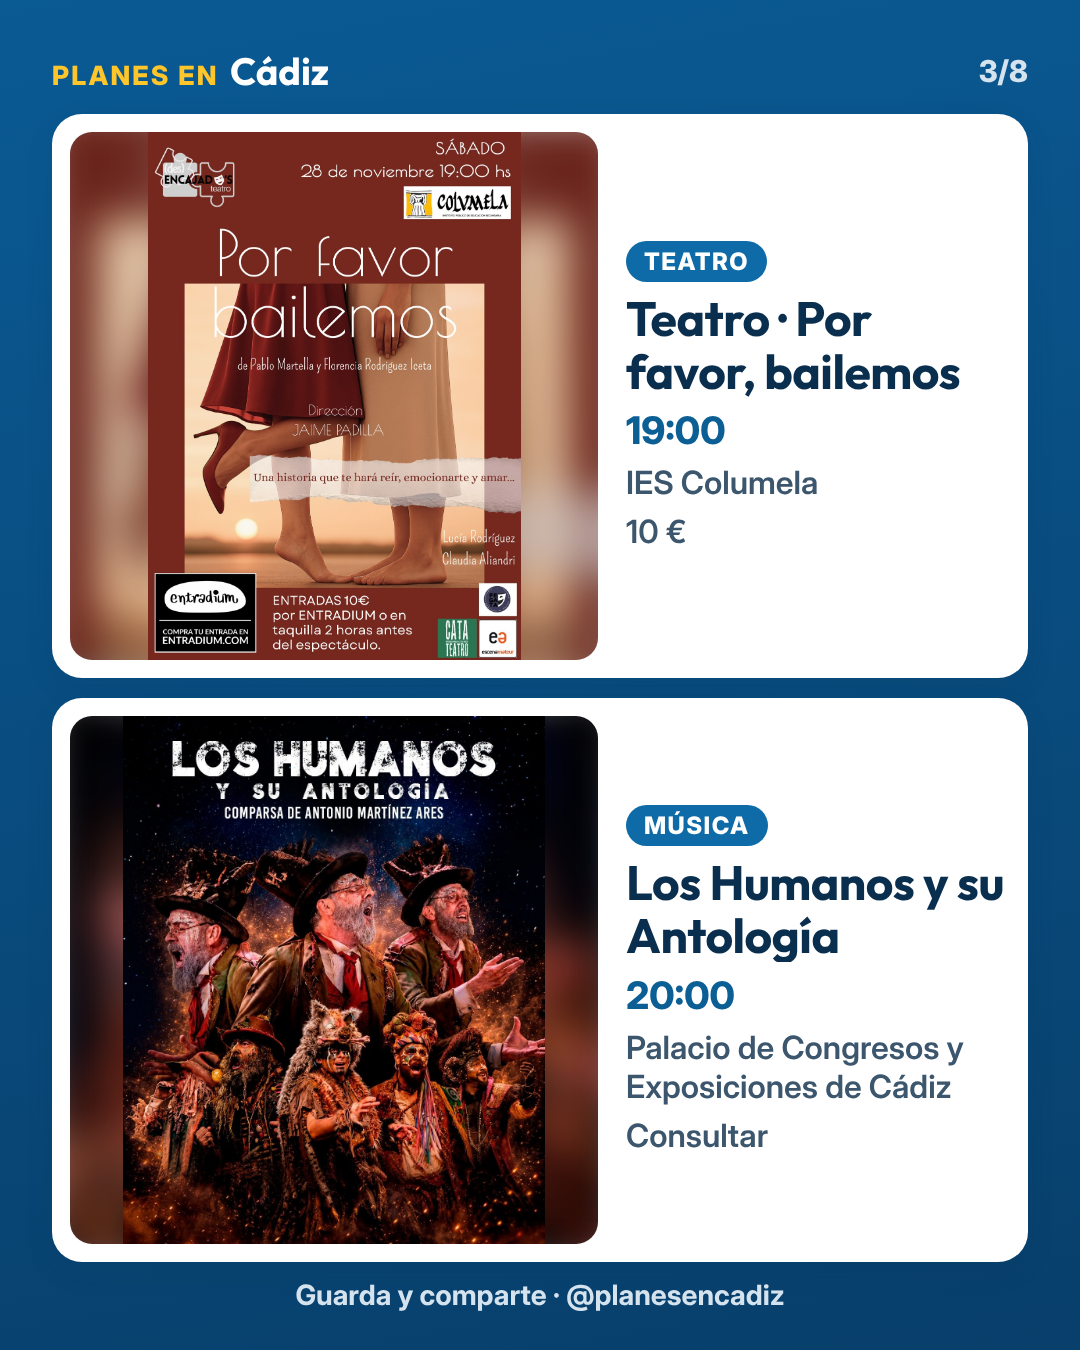 PLANES EN Cádiz
3/8
ENCAJAD S
teatro
SÁBADO
28 de noviembre 19:00 hs
COLVMELA
Por favor
bailemos
de Pablo Martella y Florencia Rodríguez Iceta
Dirección
JAIME PADILLA
Una historia que te hará reír, emocionarte y amar...
Lucía Rodríguez
Claudia Aliandri
entradium
COMPRA TU ENTRADA EN
ENTRADIUM.COM
ENTRADAS 10€
por ENTRADIUM o en
taquilla 2 horas antes
del espectáculo.
CATA
TEATRO
ea
TEATRO
Teatro · Por
favor, bailemos
19:00
IES Columela
10 €
LOS HUMANOS
Y SU ANTOLOGÍA
COMPARSA DE ANTONIO MARTÍNEZ ARES
MÚSICA
Los Humanos y su
Antología
20:00
Palacio de Congresos y
Exposiciones de Cádiz
Consultar
Guarda y comparte · @planesencadiz